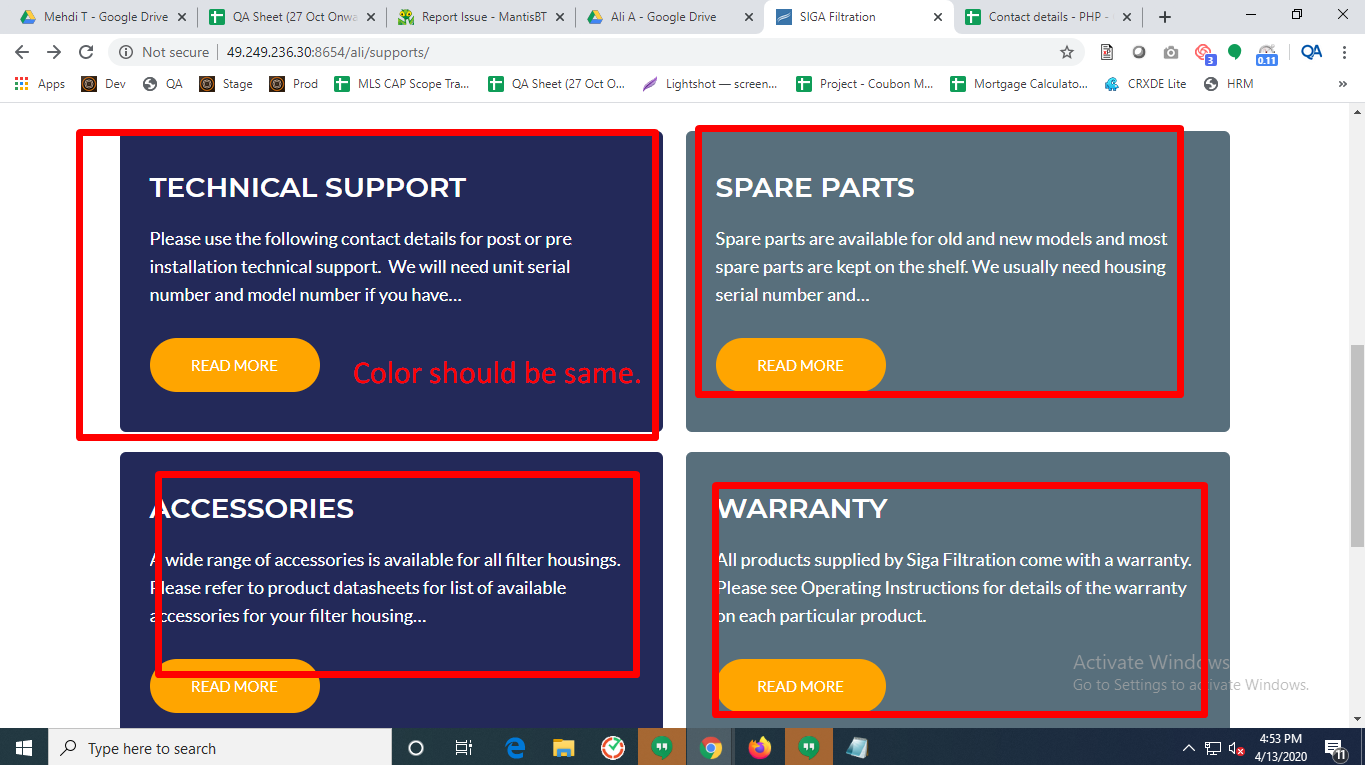 Mehdi T - Google Drive
QA Sheet (27 Oct Onwa
Report Issue - MantisBT
Ali A - Google Drive
SIGA Filtration
Contact details - PHP -
Not secure
49.249.236.30:8654/ali/supports/
3
0.11
QA
Apps
Dev
QA
Stage
Prod
MLS CAP Scope Tra...
QA Sheet (27 Oct O...
Lightshot — screen...
Project - Coubon M...
Mortgage Calculato...
CRXDE Lite
HRM
»
TECHNICAL SUPPORT
Please use the following contact details for post or pre
installation technical support.  We will need unit serial
number and model number if you have...
READ MORE
Color should be same.
SPARE PARTS
Spare parts are available for old and new models and most
spare parts are kept on the shelf. We usually need housing
serial number and...
READ MORE
ACCESSORIES
A wide range of accessories is available for all filter housings.
Please refer to product datasheets for list of available
accessories for your filter housing...
READ MORE
WARRANTY
All products supplied by Siga Filtration come with a warranty.
Please see Operating Instructions for details of the warranty
on each particular product.
READ MORE
Activate Windows
Go to Settings to activate Windows.
Type here to search
4:53 PM
4/13/2020
11